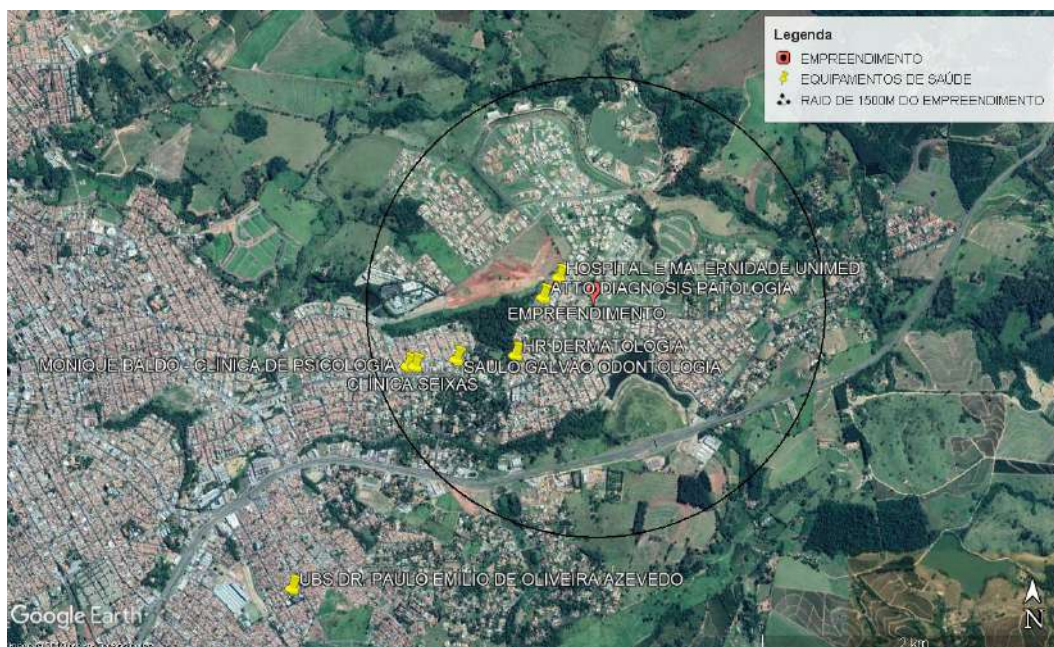 Legenda
EMPREENDIMENTO
EQUIPAMENTOS DE SAÚDE
RAIO DE 1500M DO EMPREENDIMENTO
HOSPITAL E MATERNIDADE UNIMED
ATTO DIAGNOSIS PATOLOGIA
EMPREENDIMENTO
HR DERMATOLOGIA
MONIQUE BALDO - CLÍNICA DE PSICOLOGIA
SAULO GALVÃO ODONTOLOGIA
CLÍNICA SEIXAS
UBS DR. PAULO EMÍLIO DE OLIVEIRA AZEVEDO
Google Earth
N
2 km